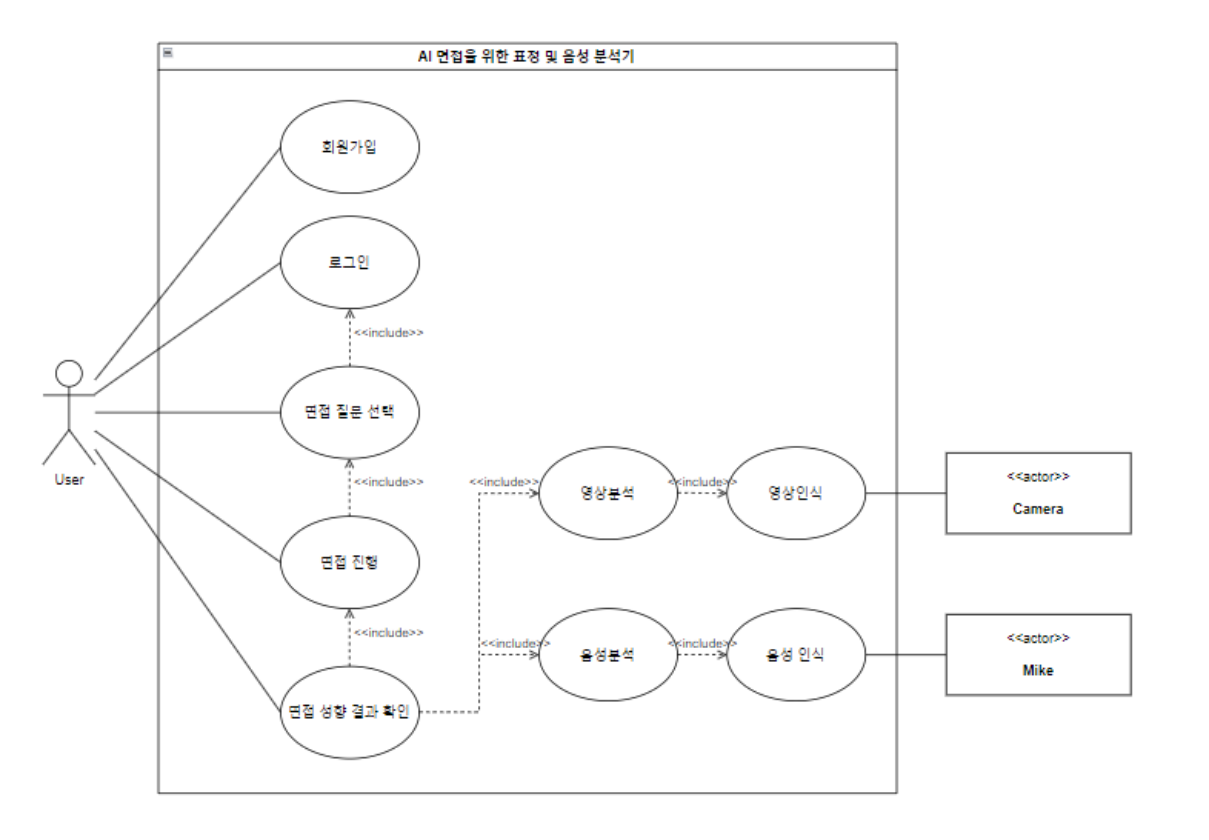 AI 면접을 위한 표정 및 음성 분석기
회원가입
로그인
<<include>>
면접 질문 선택
User
<<include>>
<<include>>
영상분석
<<include>>
영상인식
<<actor>>
Camera
면접 진행
<<include>>
<<include>>
음성분석
<<include>>
음성 인식
<<actor>>
Mike
면접 성향 결과 확인